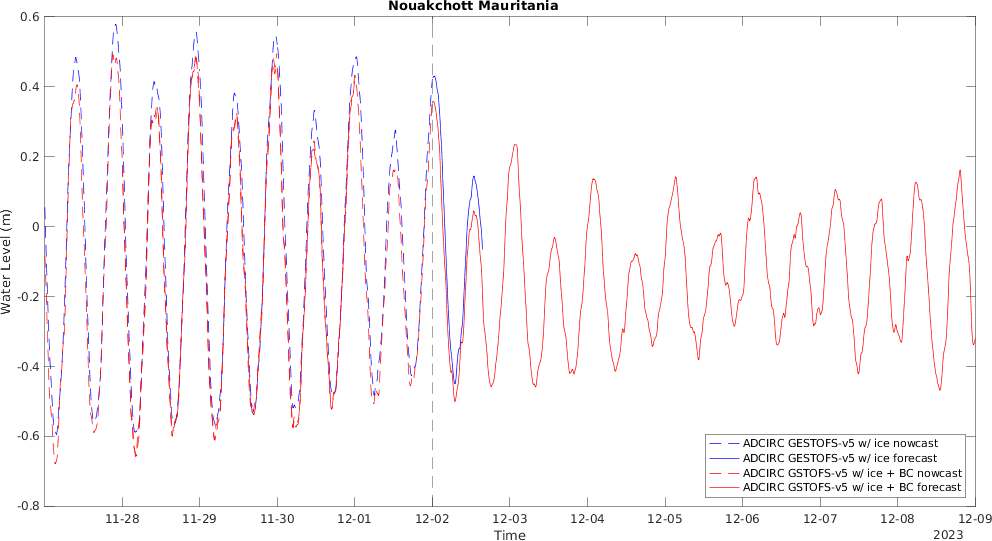 Nouakchott Mauritania
0.6
0.4
0.2
0
-0.2
-0.4
-0.6
-0.8
Water Level (m)
ADCIRC GESTOFS-v5 w/ ice nowcast
ADCIRC GESTOFS-v5 w/ ice forecast
ADCIRC GSTOFS-v5 w/ ice + BC nowcast
ADCIRC GSTOFS-v5 w/ ice + BC forecast
11-28 11-29 11-30 12-01 12-02 12-03 12-04 12-05 12-06 12-07 12-08 12-09
Time 2023